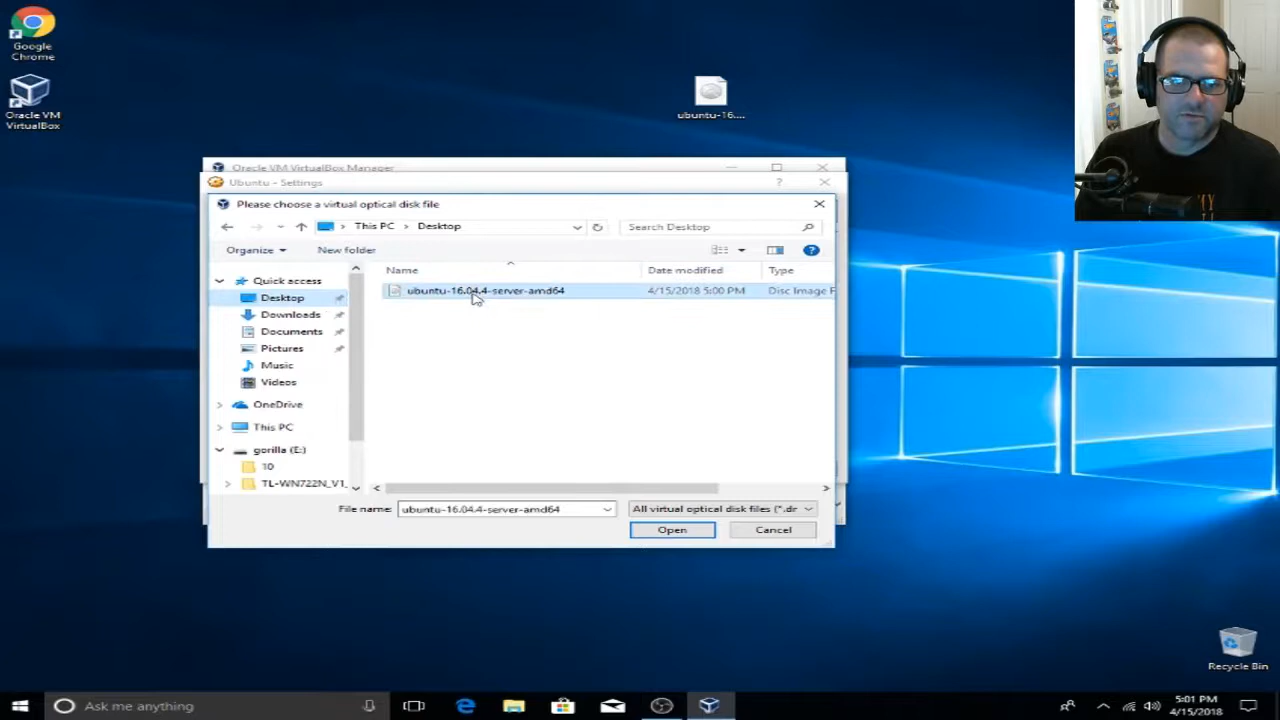 Google
Chrome
Oracle VM
VirtualBox
ubuntu-16....
Oracle VM VirtualBox Manager
Ubuntu - Settings
Please choose a virtual optical disk file
This PC
Desktop
Search Desktop
Organize
New folder
Quick access
Desktop
Downloads
Documents
Pictures
Music
Videos
OneDrive
This PC
gorilla (E:)
10
TL-WN722N_V1_
Name
Date modified
Type
ubuntu-16.04.4-server-amd64
4/15/2018 5:00 PM
Disc Image F
File name:
ubuntu-16.04.4-server-amd64
All virtual optical disk files (*.dr
Open
Cancel
Recycle Bin
Ask me anything
5:01 PM
4/15/2018